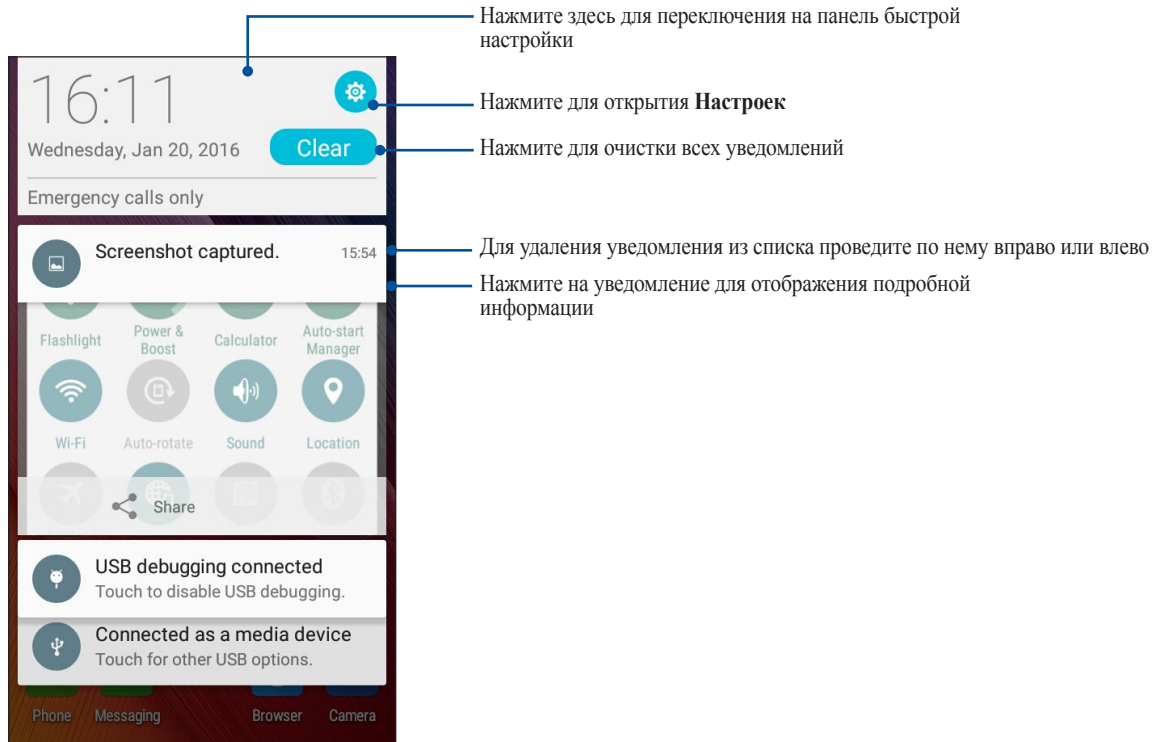 Нажмите здесь для переключения на панель быстрой
настройки
16:11
Нажмите для открытия Настроек
Wednesday, Jan 20, 2016
Clear
Нажмите для очистки всех уведомлений
Emergency calls only
Screenshot captured.
15:54
Для удаления уведомления из списка проведите по нему вправо или влево
Нажмите на уведомление для отображения подробной
информации
Flashlight
Power &
Boost
Calculator
Auto-start
Manager
Wi-Fi
Auto-rotate
Sound
Location
Share
USB debugging connected
Touch to disable USB debugging.
Connected as a media device
Touch for other USB options.
Phone
Messaging
Browser
Camera